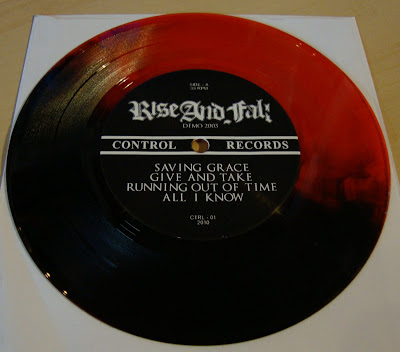 SIDE - A
33 RPM
Rise And Fall
DEMO 2003
CONTROL RECORDS
SAVING GRACE
GIVE AND TAKE
RUNNING OUT OF TIME
ALL I KNOW
CTRL - 01
2010